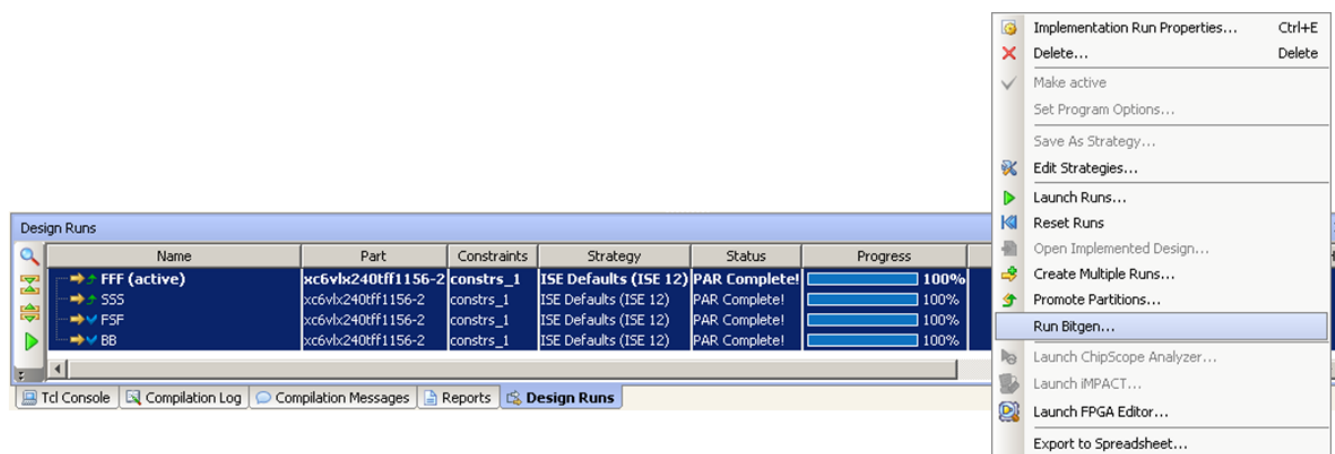 Implementation Run Properties... Ctrl+E
Delete... Delete
Make active
Set Program Options...
Save As Strategy...
Edit Strategies...
Launch Runs...
Reset Runs
Open Implemented Design...
Create Multiple Runs...
Promote Partitions...
Run Bitgen...
Launch ChipScope Analyzer...
Launch iMPACT...
Launch FPGA Editor...
Export to Spreadsheet...
Design Runs
Name Part Constraints Strategy Status Progress
FFF (active) xc6vlx240tff1156-2 constrs_1 ISE Defaults (ISE 12) PAR Complete! 100%
SSS xc6vlx240tff1156-2 constrs_1 ISE Defaults (ISE 12) PAR Complete! 100%
FSF xc6vlx240tff1156-2 constrs_1 ISE Defaults (ISE 12) PAR Complete! 100%
BB xc6vlx240tff1156-2 constrs_1 ISE Defaults (ISE 12) PAR Complete! 100%
Tcl Console Compilation Log Compilation Messages Reports Design Runs